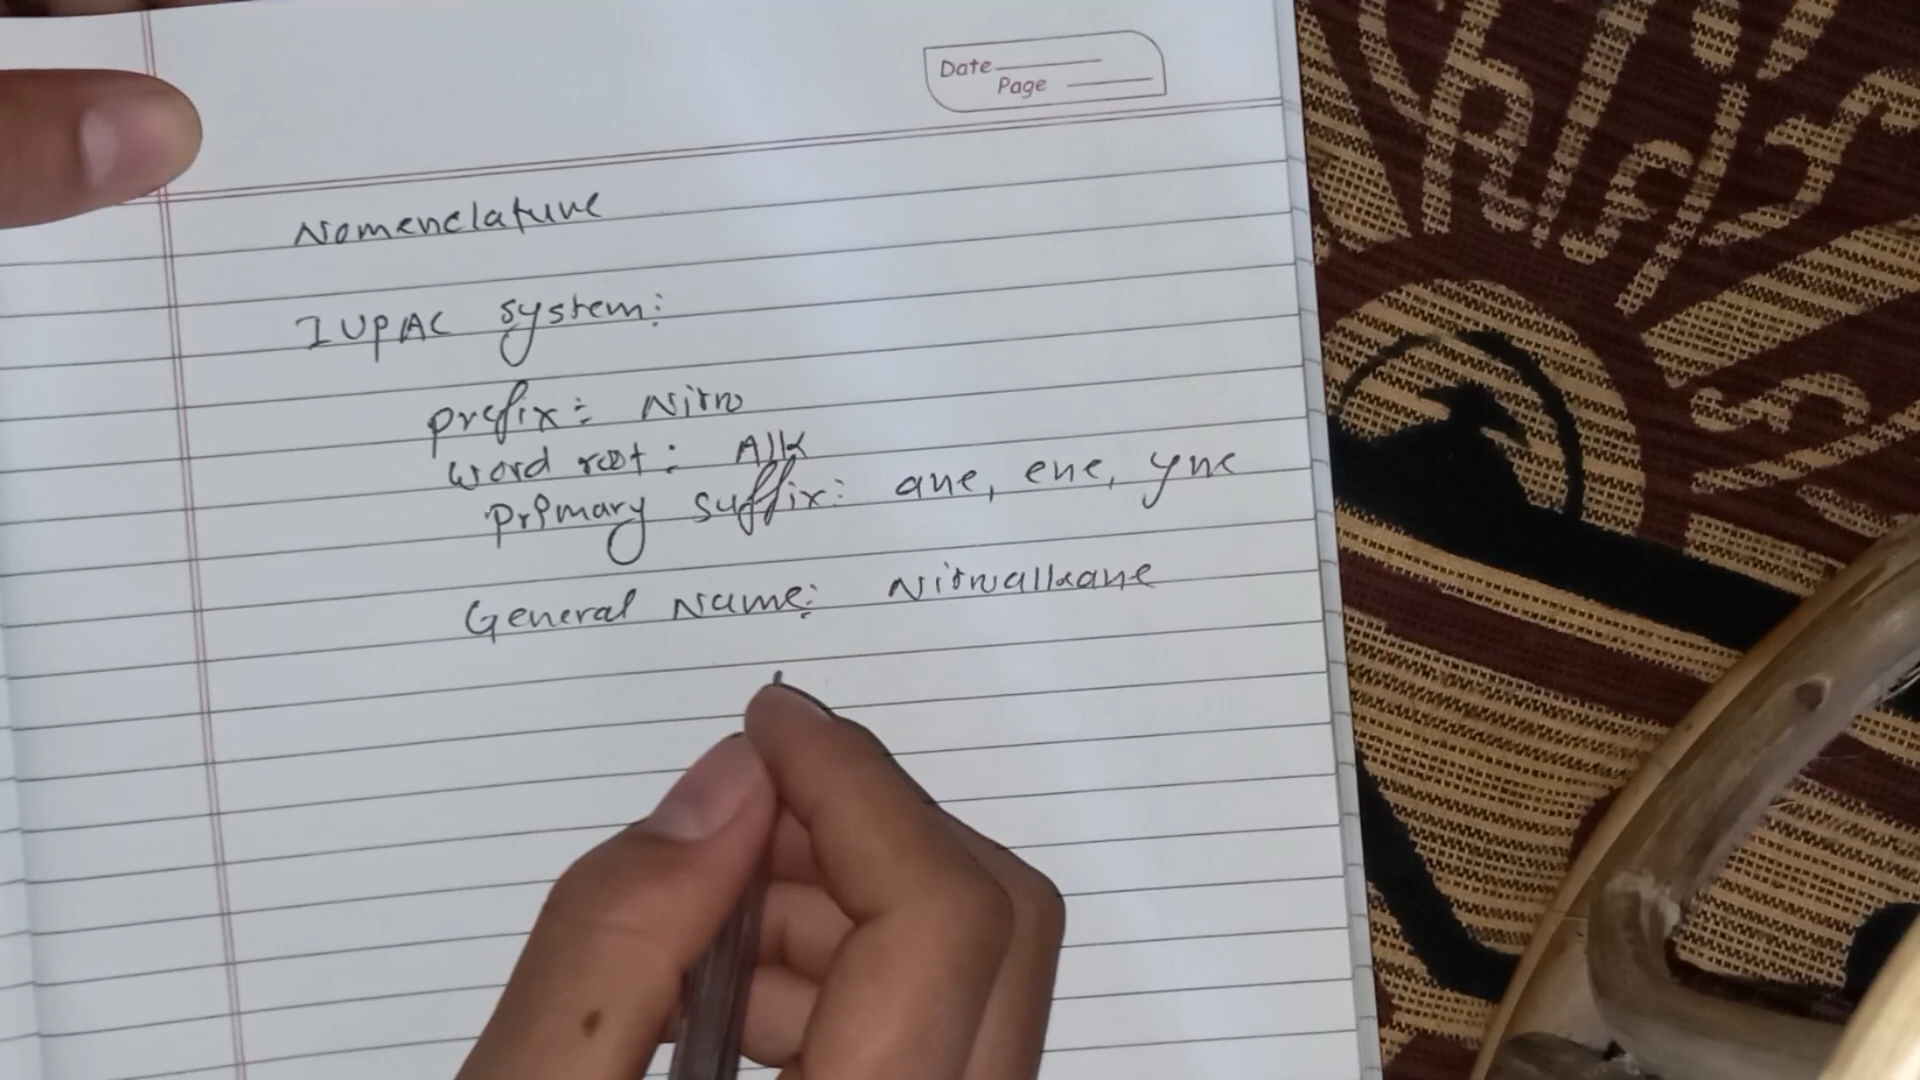 Date
Page
Nomenclature
IUPAC system:
prefix: Nitro
word root: Alk
Primary suffix: ane, ene, yne
General Name: Nitroalkane